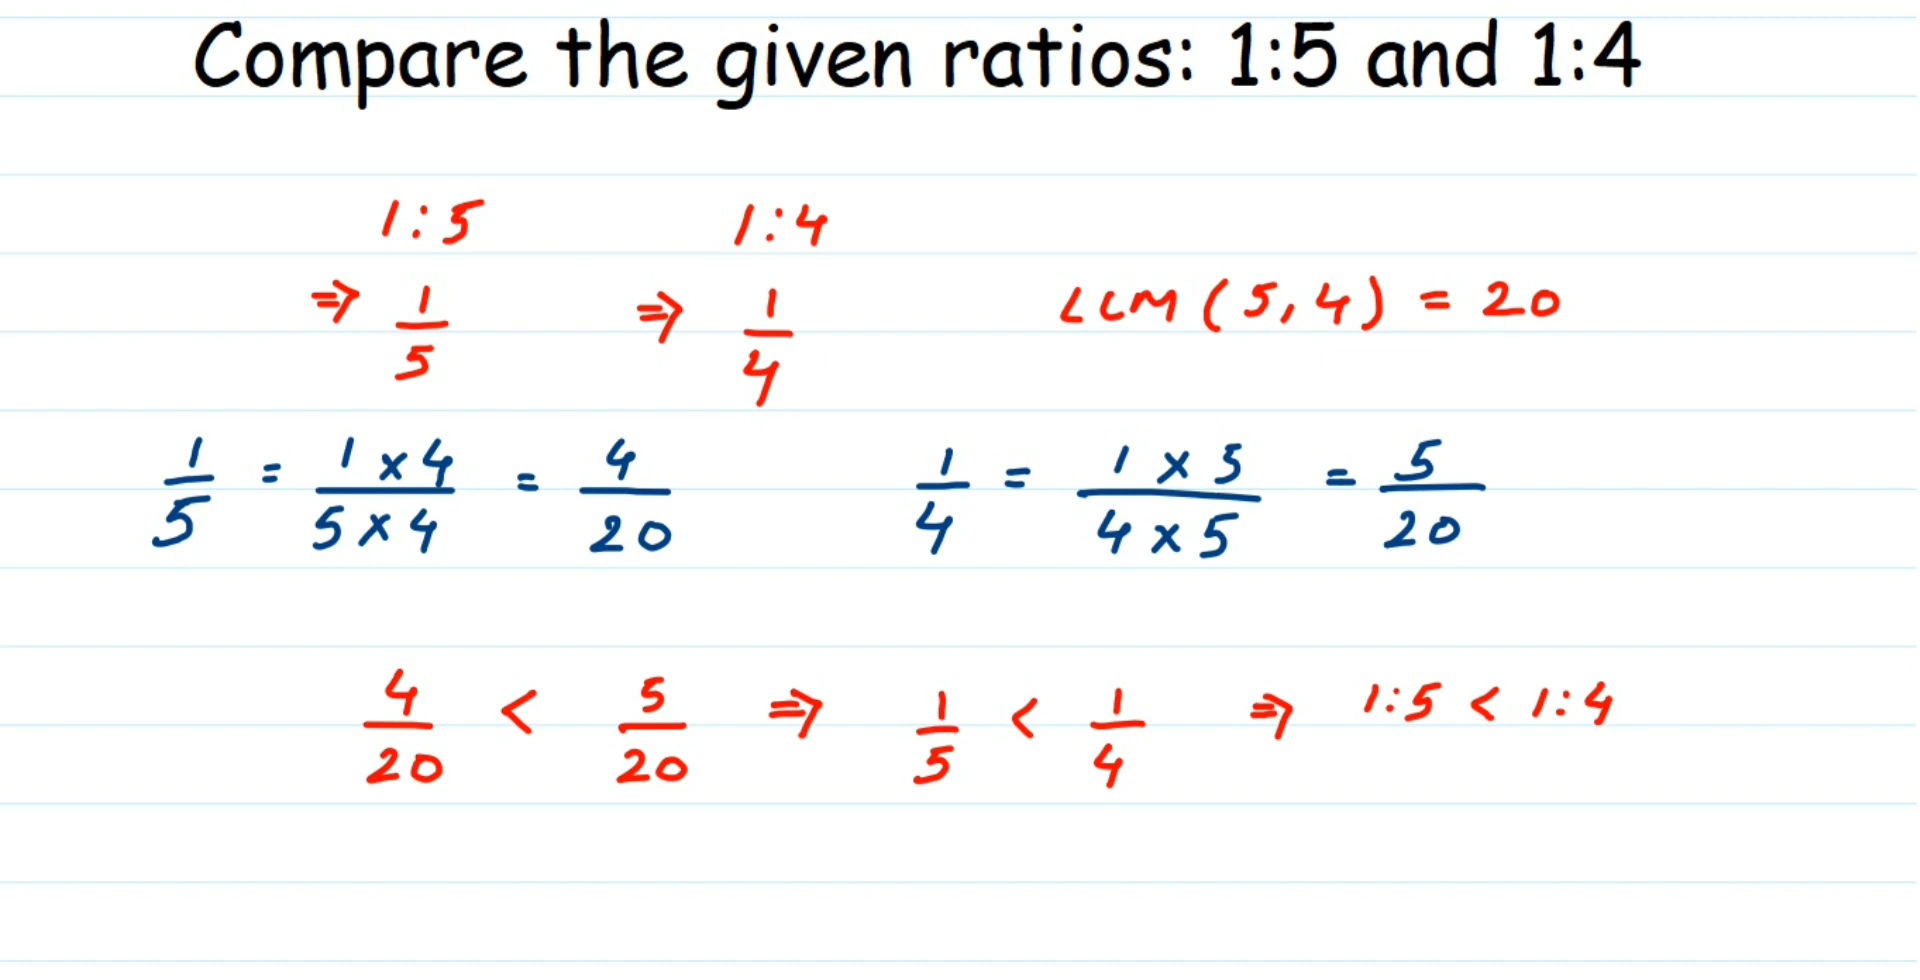 Compare the given ratios: 1:5 and 1:4
1:5 1:4
⇒ 1/5 ⇒ 1/4 LCM (5,4) = 20
1/5 = 1×4/5×4 = 4/20 1/4 = 1×5/4×5 = 5/20
4/20 < 5/20 ⇒ 1/5 < 1/4 ⇒ 1:5 < 1:4